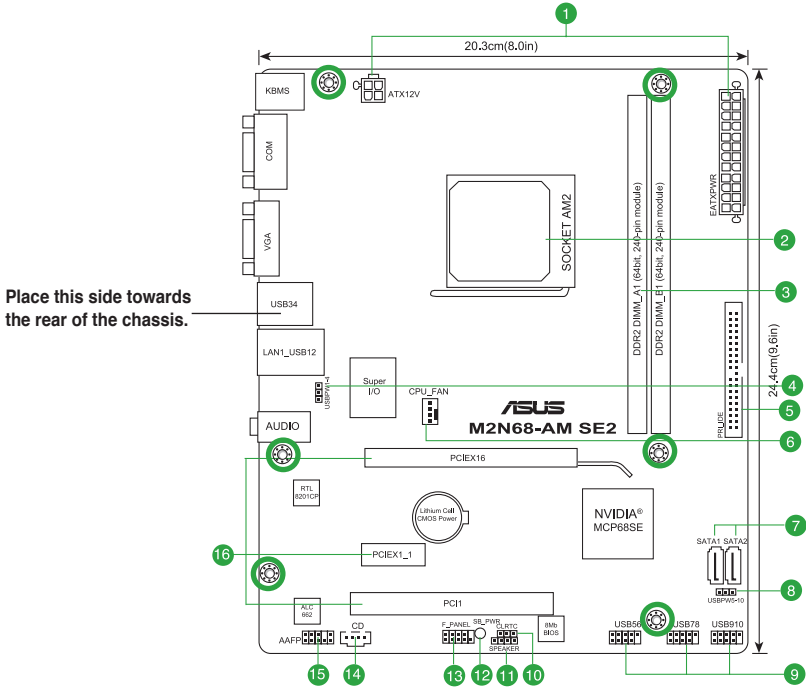 1
20.3cm(8.0in)
KBMS
ATX12V
COM
EATXPWR
SOCKET AM2
DDR2 DIMM_A1 (64bit, 240-pin module)
DDR2 DIMM_B1 (64bit, 240-pin module)
2
VGA
3
Place this side towards
the rear of the chassis.
USB34
24.4cm(9.6in)
LAN1_USB12
USBPW1-4
Super
I/O
CPU_FAN
4
PRI_IDE
5
ASUS
M2N68-AM SE2
AUDIO
6
PCIEX16
RTL
8201CP
Lithium Cell
CMOS Power
NVIDIA®
MCP68SE
7
SATA1 SATA2
16
PCIEX1_1
8
USBPW5-10
PCI1
ALC
662
CD
F_PANEL
SB_PWR
CLRTC
8Mb
BIOS
USB56
USB78
USB910
AAFP
SPEAKER
15
14
13
12
11
10
9